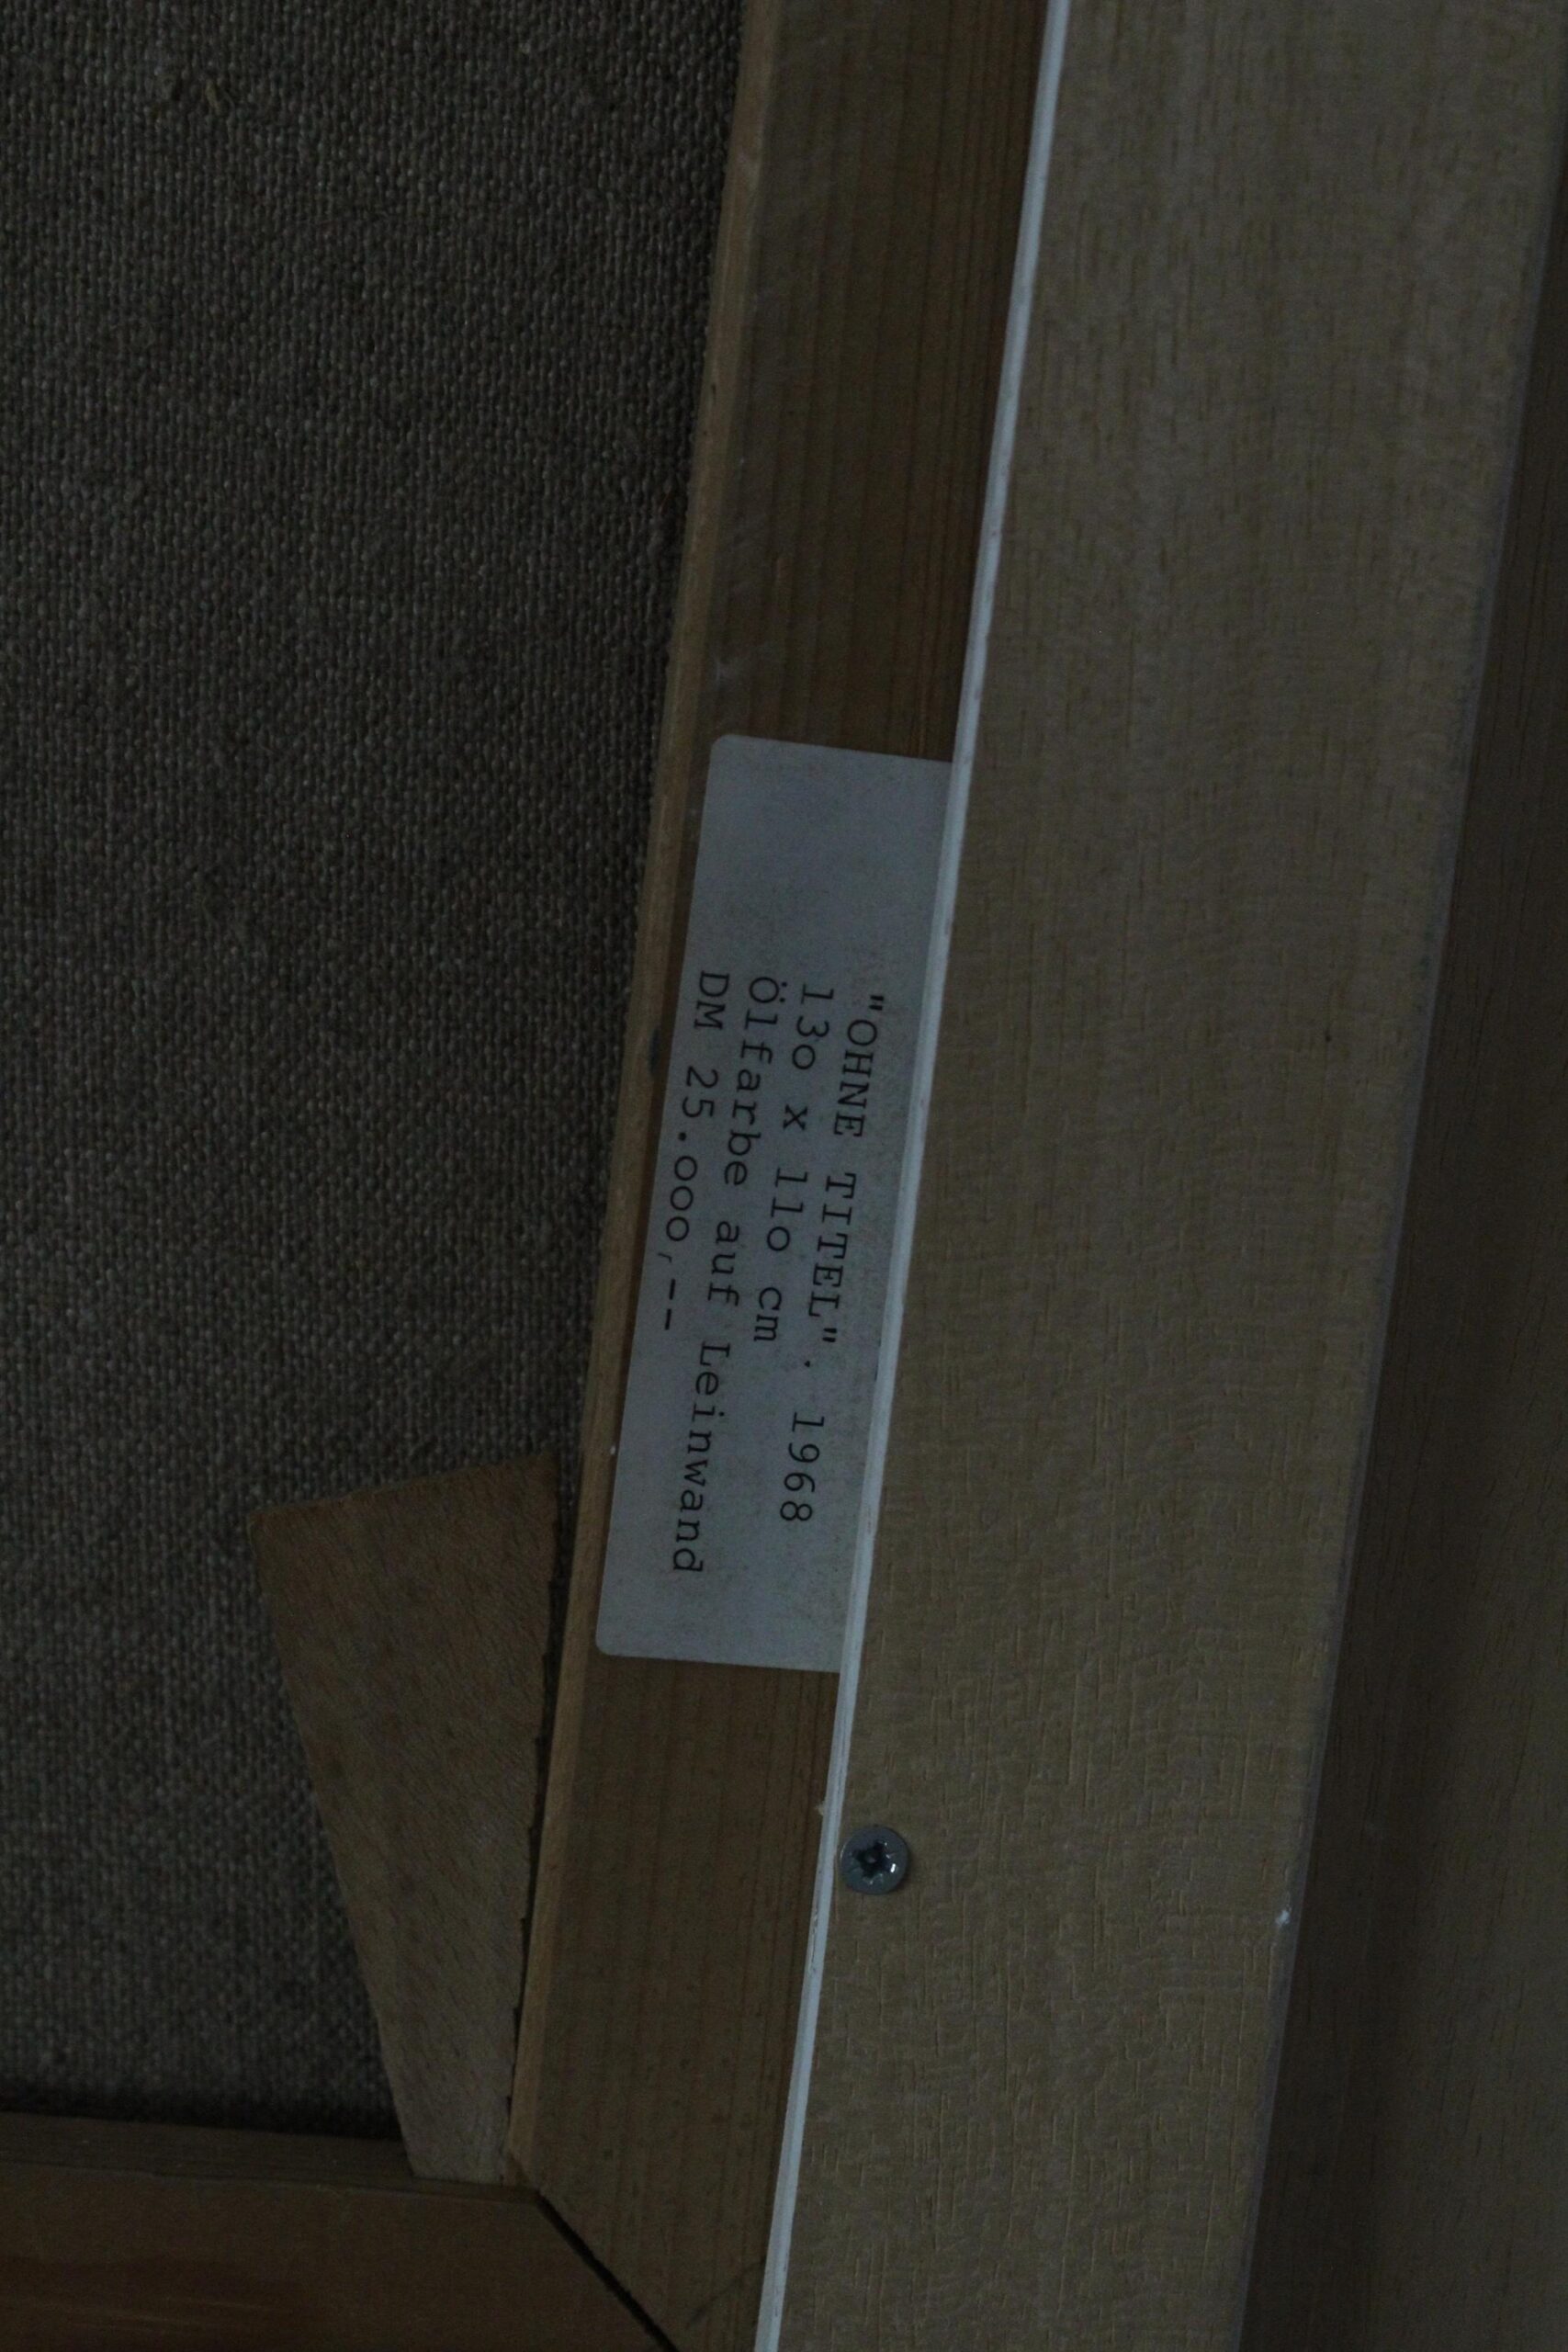 "OHNE TITEL". 1968
13o x 11o cm
Ölfarbe auf Leinwand
DM 25.ooo,--